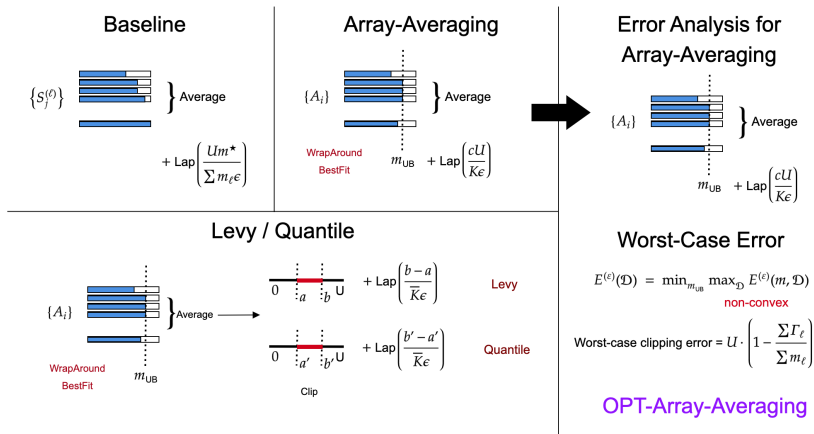 Baseline
{S_j^{(ℓ)}}
} Average
+ Lap(Um★ / ∑ m_ℓ ϵ)
Array-Averaging
{A_i}
} Average
WrapAround
BestFit
m_UB
+ Lap(cU / Kϵ)
Error Analysis for
Array-Averaging
{A_i}
} Average
m_UB
+ Lap(cU / Kϵ)
Levy / Quantile
{A_i}
} Average
WrapAround
BestFit
m_UB
0 a b U
+ Lap((b − a) / K̅ϵ)
Levy
0 a′ b′ U
+ Lap((b′ − a′) / K̅ϵ)
Quantile
Clip
Worst-Case Error
E^{(ε)}(𝒟) = min_{m_UB} max_𝒟 E^{(ε)}(m, 𝒟)
non-convex
Worst-case clipping error = U · (1 − ∑ Γ_ℓ / ∑ m_ℓ)
OPT-Array-Averaging